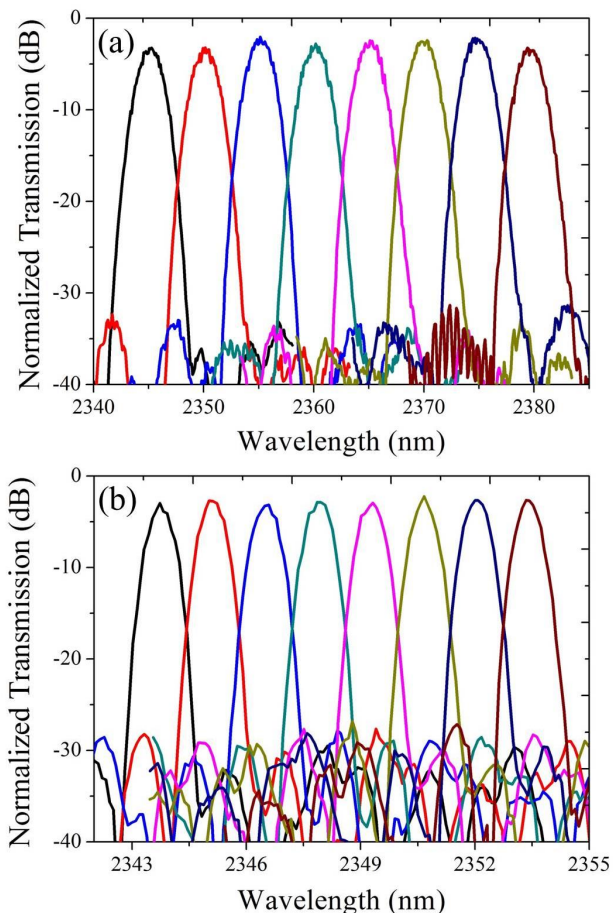 (a)
Normalized Transmission (dB)
0
-10
-20
-30
-40
2340 2350 2360 2370 2380
Wavelength (nm)
(b)
Normalized Transmission (dB)
0
-10
-20
-30
-40
2343 2346 2349 2352 2355
Wavelength (nm)